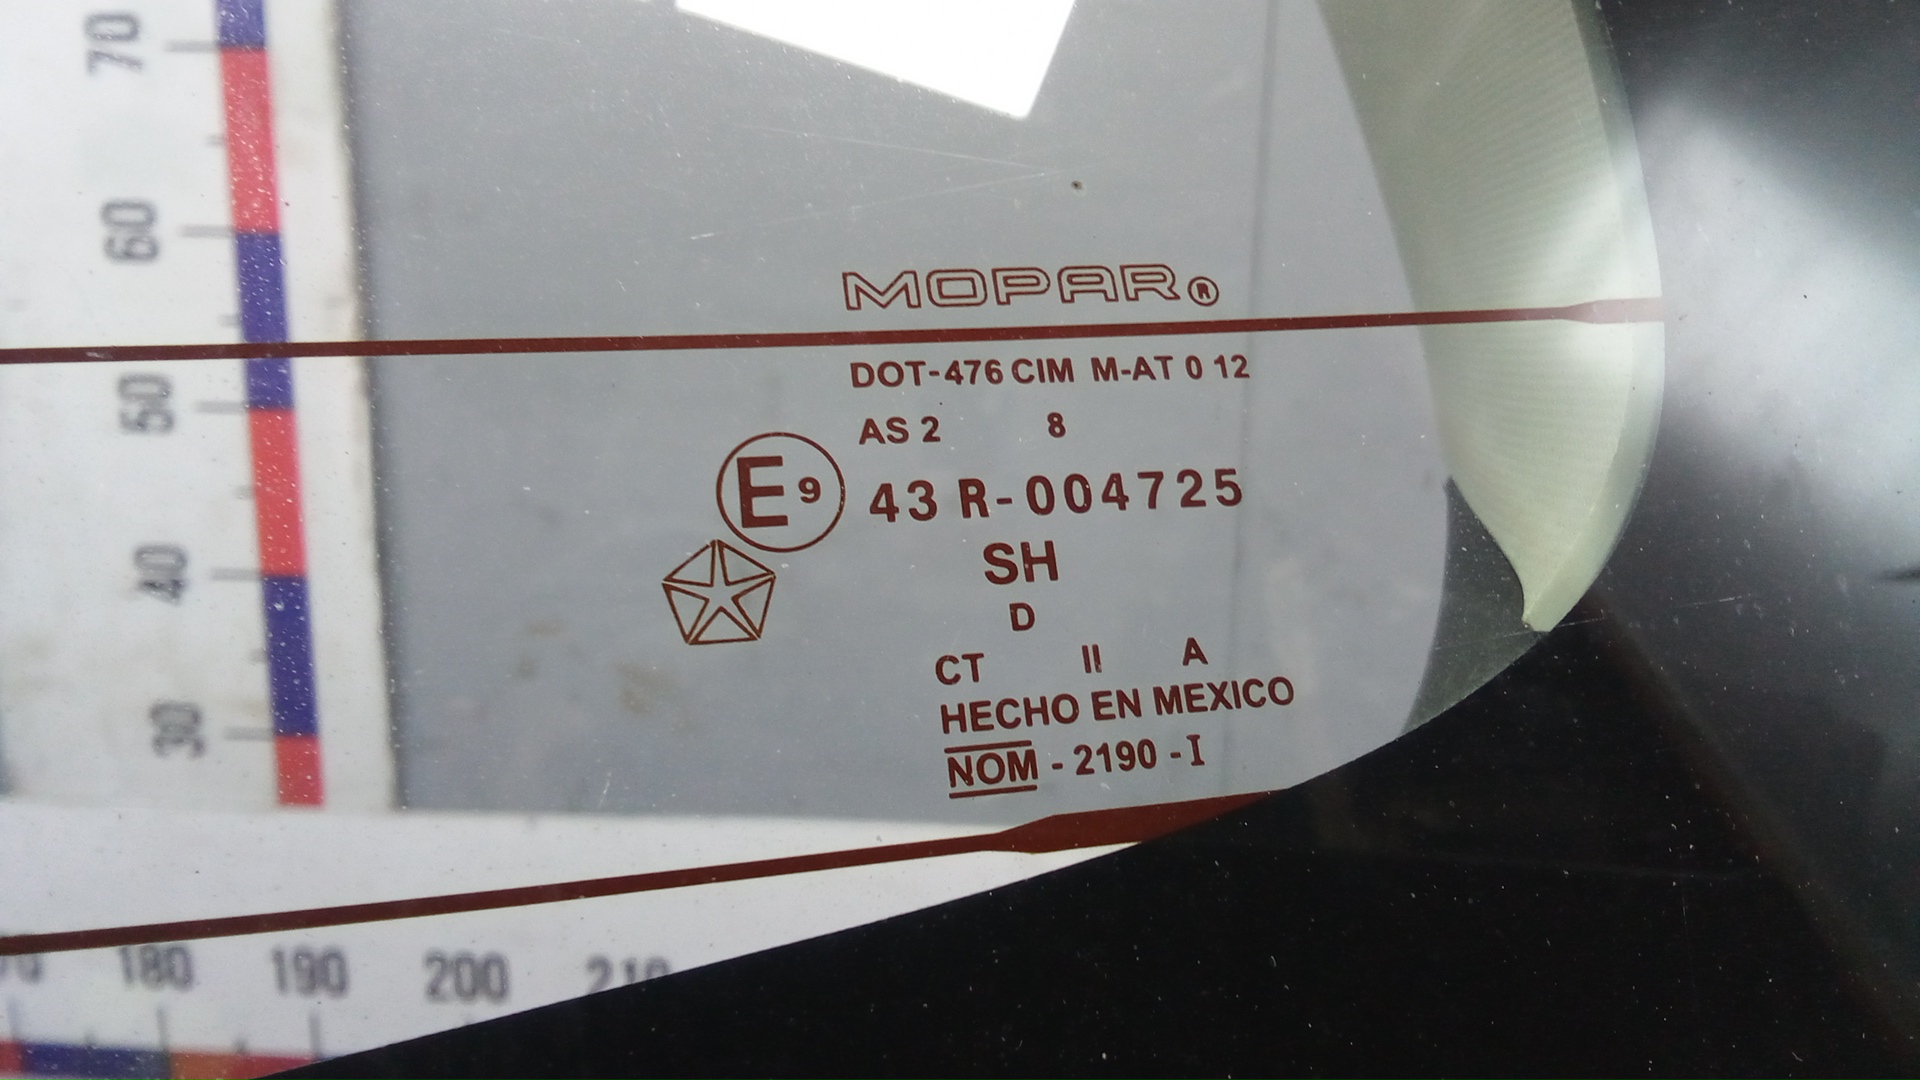 70
60
50
40
30
MOPAR®
DOT-476 CIM M-AT 0 12
AS 2 8
E9 43 R-004725
SH
D
CT II A
HECHO EN MEXICO
NOM - 2190 - I
180 190 200 210